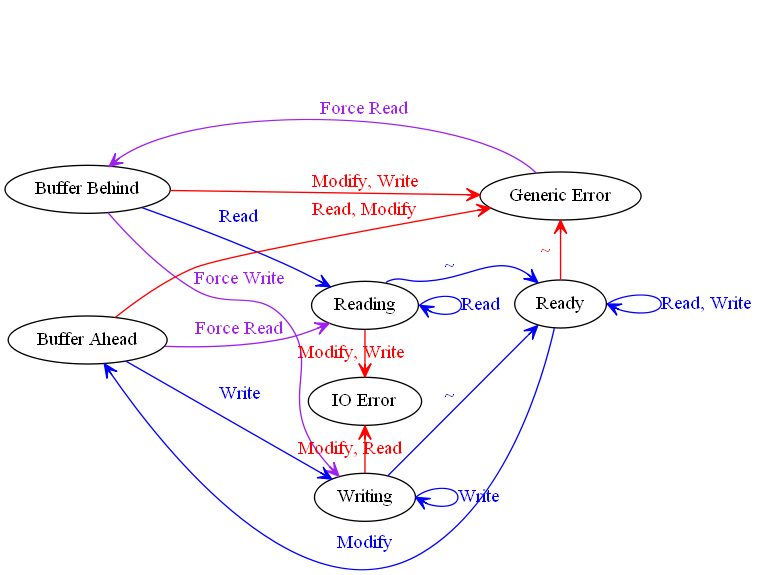 Force Read
Buffer Behind
Modify, Write
Generic Error
Read, Modify
Read
~
~
Force Write
Reading
Read
Ready
Read, Write
Buffer Ahead
Force Read
Modify, Write
Write
IO Error
~
Modify, Read
Writing
Write
Modify